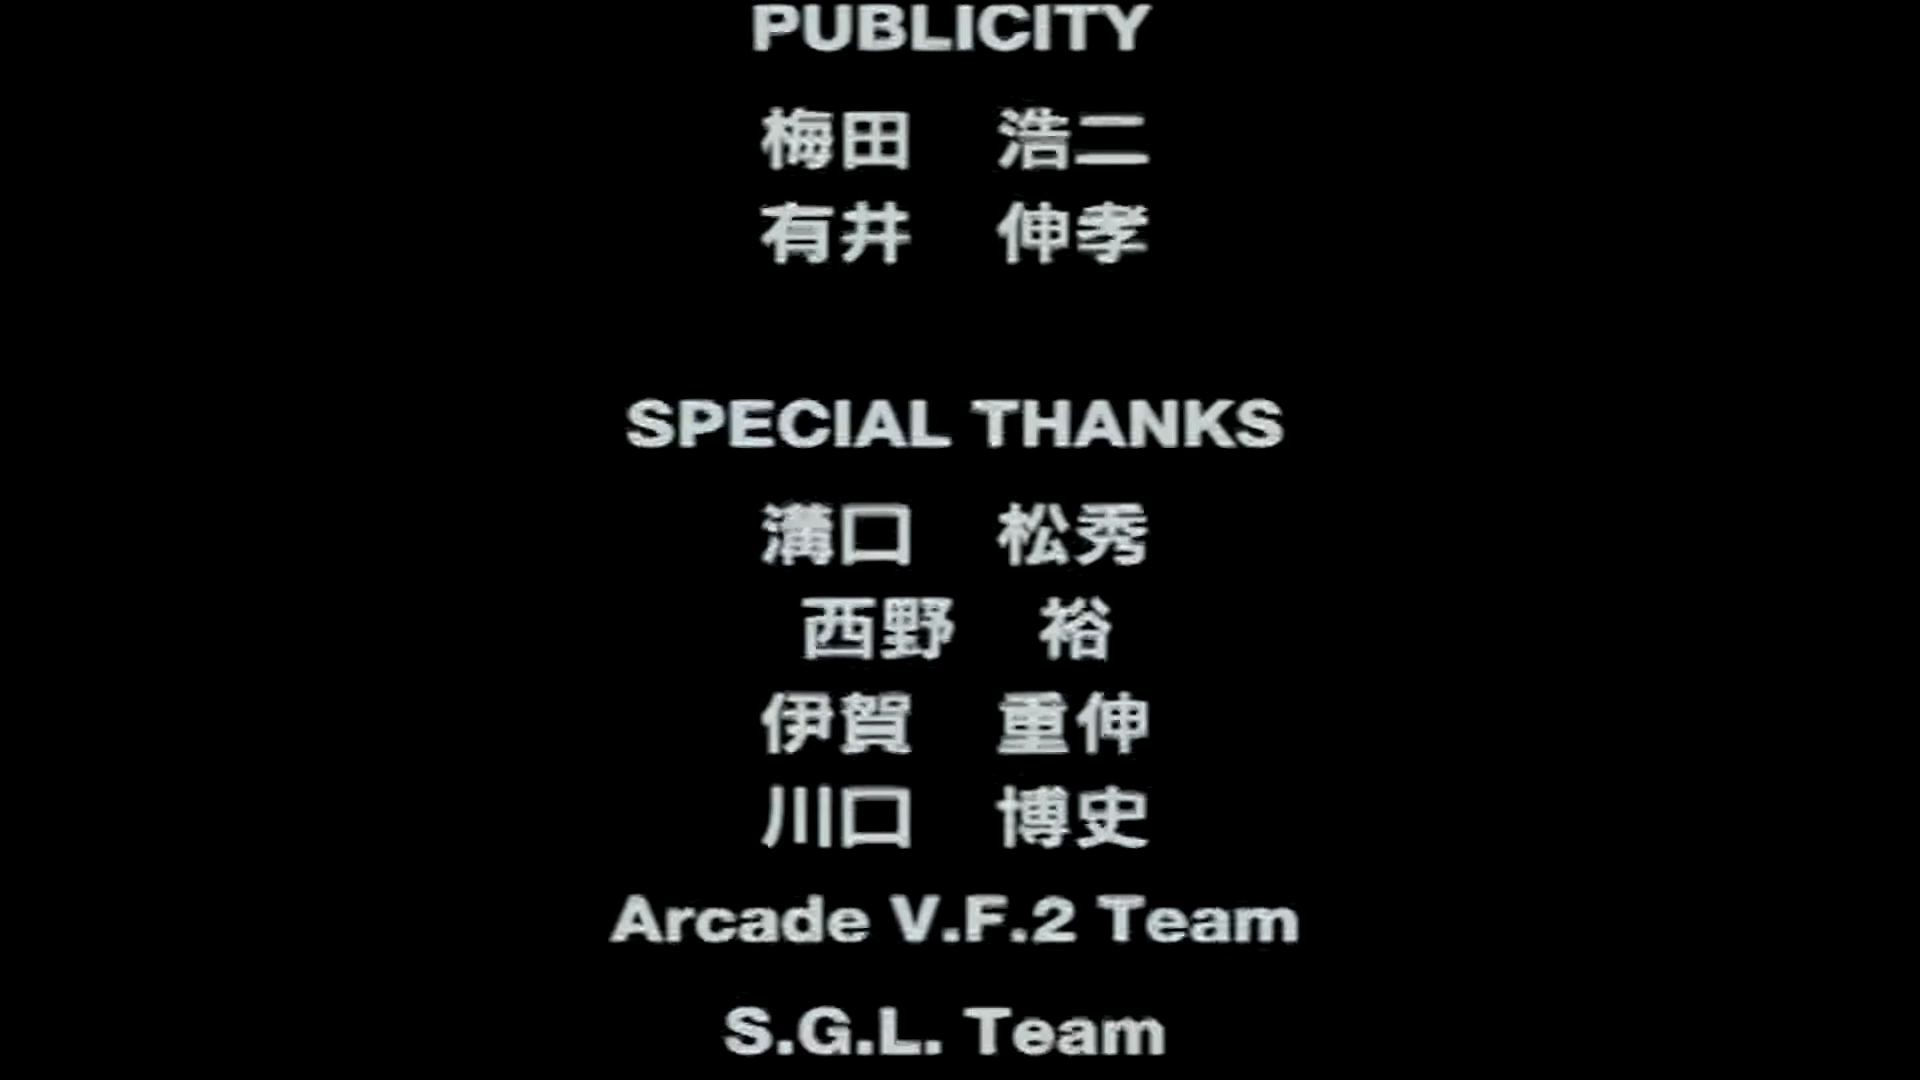 PUBLICITY
梅田　浩二
有井　伸孝
SPECIAL THANKS
溝口　松秀
西野　裕
伊賀　重伸
川口　博史
Arcade V.F.2 Team
S.G.L. Team